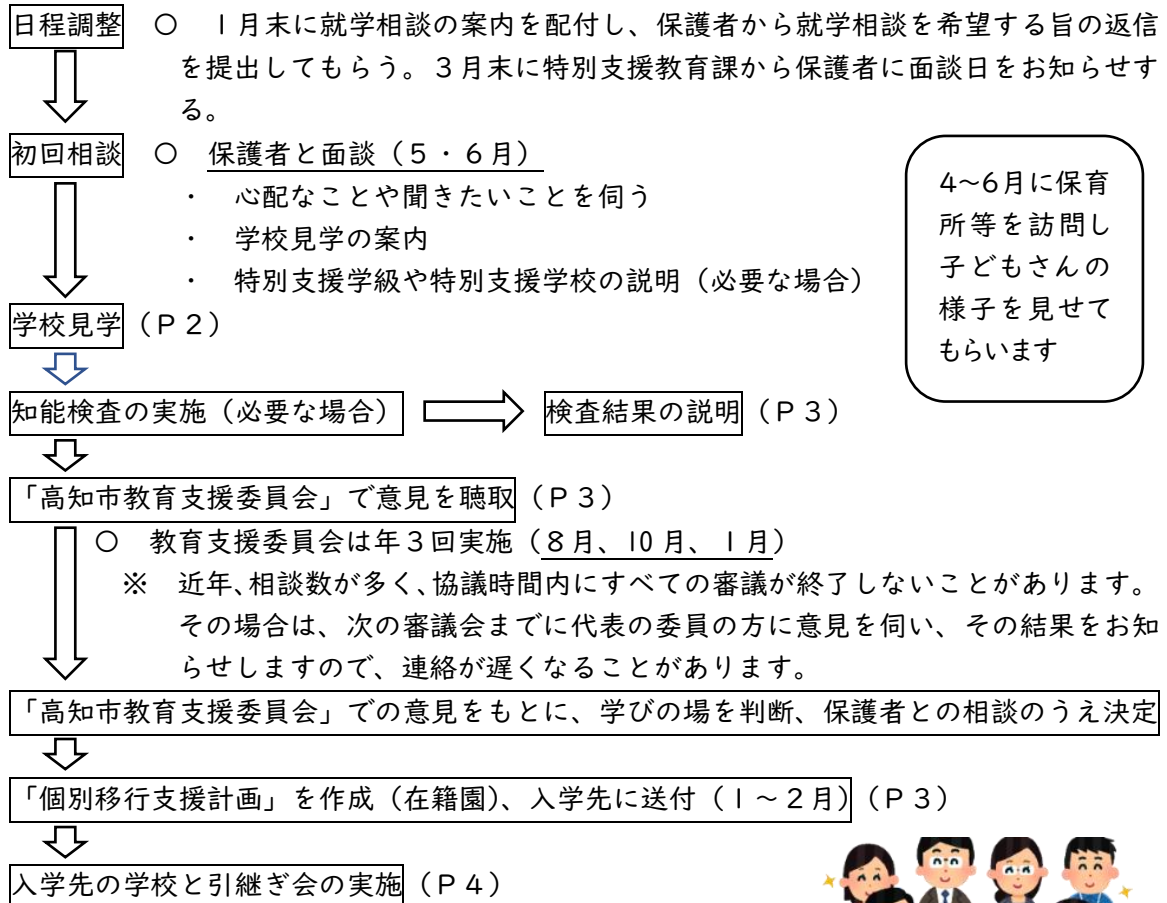 日程調整 〇 1月末に就学相談の案内を配付し、保護者から就学相談を希望する旨の返信
を提出してもらう。3月末に特別支援教育課から保護者に面談日をお知らせす
る。
初回相談 〇 保護者と面談（5・6月）
・ 心配なことや聞きたいことを伺う
・ 学校見学の案内
・ 特別支援学級や特別支援学校の説明（必要な場合）
4～6月に保育
所等を訪問し
子どもさんの
様子を見せて
もらいます
学校見学（P2）
知能検査の実施（必要な場合） 検査結果の説明（P3）
「高知市教育支援委員会」で意見を聴取（P3）
〇 教育支援委員会は年3回実施（8月、10月、1月）
※ 近年、相談数が多く、協議時間内にすべての審議が終了しないことがあります。
その場合は、次の審議会までに代表の委員の方に意見を伺い、その結果をお知
らせしますので、連絡が遅くなることがあります。
「高知市教育支援委員会」での意見をもとに、学びの場を判断、保護者との相談のうえ決定
「個別移行支援計画」を作成（在籍園）、入学先に送付（1～2月）（P3）
入学先の学校と引継ぎ会の実施（P4）